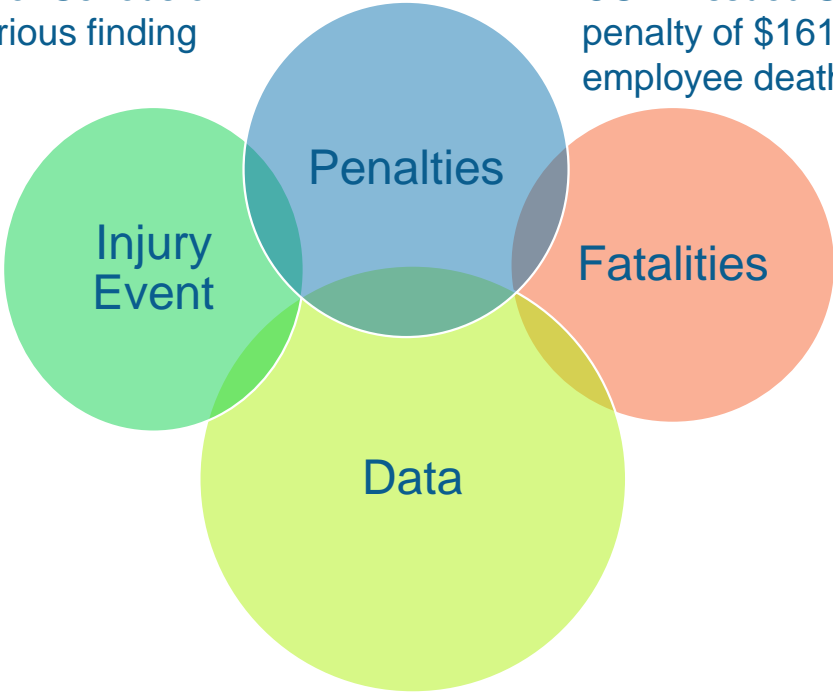 rious finding
penalty of $161
employee death
Penalties
Injury
Event
Fatalities
Data